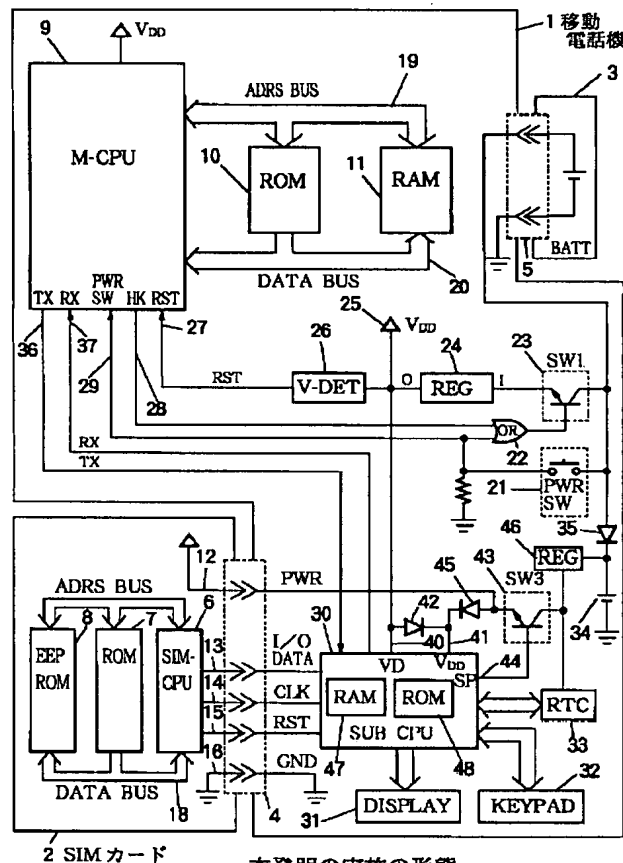 9
VDD
1 移動
電話機
19
3
ADRS BUS
M-CPU
10
ROM
11
RAM
BATT
5
DATA BUS
20
TX RX PWR SW HK RST
36
37
27
25
VDD
26
24
23
29
28
RST
V-DET
O
REG
I
SW1
RX
TX
OR
22
21
PWR
SW
35
46
REG
43
SW3
45
34
12
PWR
ADRS BUS
6
30
42
40
41
8
7
13
I/O
DATA
VD
VDD
44
SP
EEP
ROM
ROM
SIM-
CPU
14
CLK
RAM
ROM
RTC
33
15
RST
SUB CPU
47
48
16
GND
32
DATA BUS
18
4
31
DISPLAY
KEYPAD
2 SIMカード
本発明の実施の形態